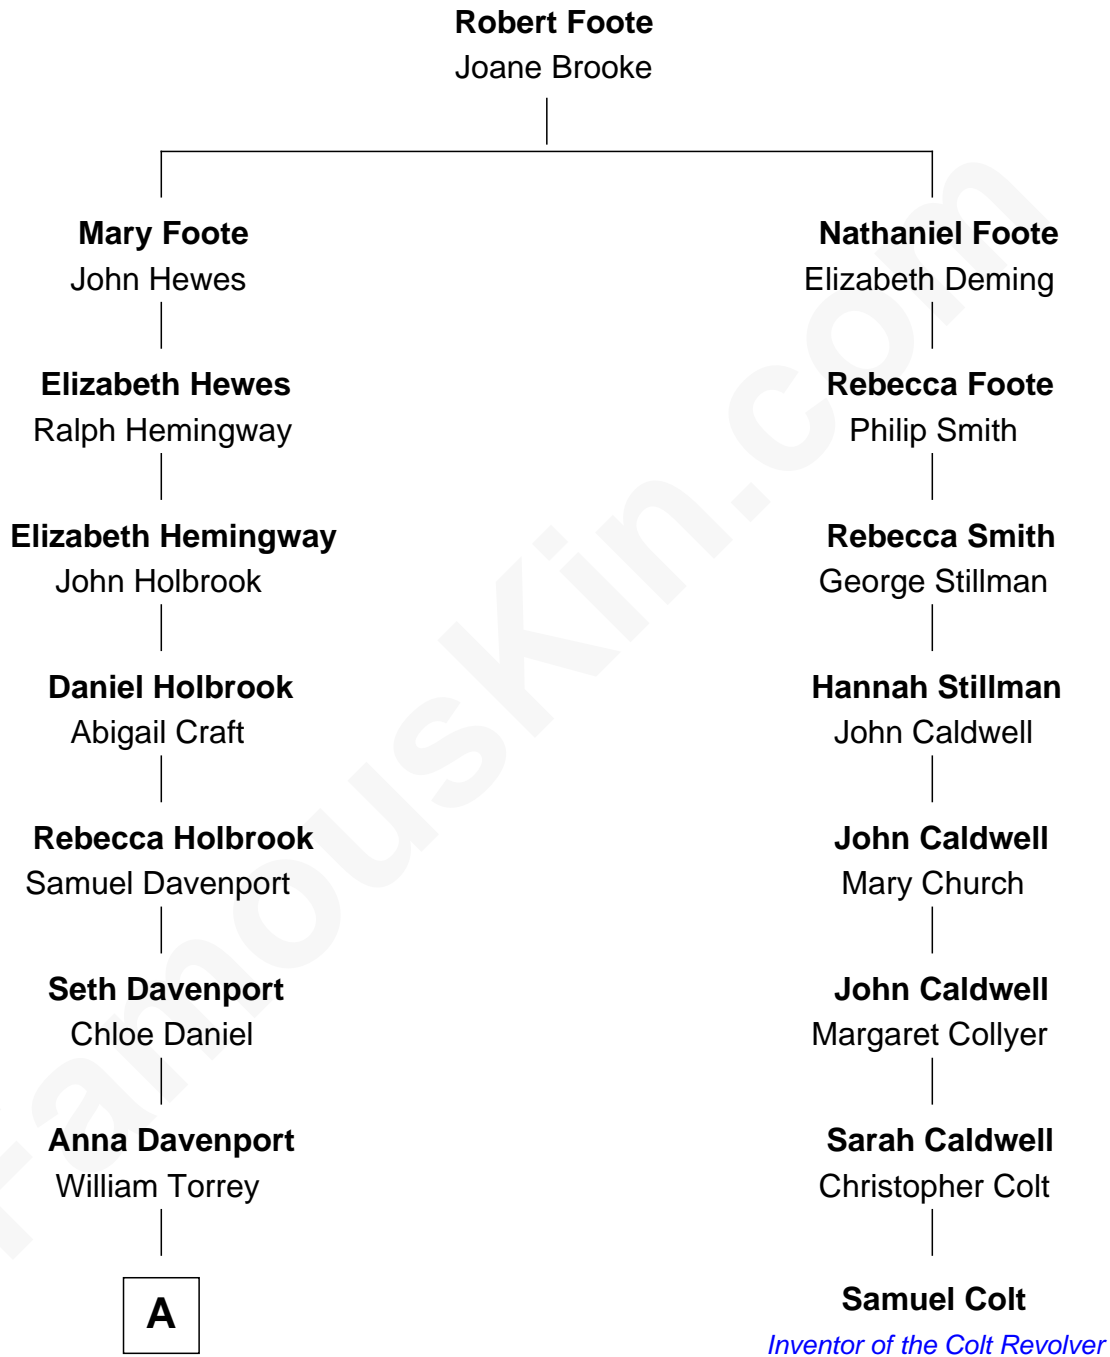 Robert Foote
Joane Brooke
Mary Foote
John Hewes
Nathaniel Foote
Elizabeth Deming
Elizabeth Hewes
Ralph Hemingway
Rebecca Foote
Philip Smith
Elizabeth Hemingway
John Holbrook
Rebecca Smith
George Stillman
Daniel Holbrook
Abigail Craft
Hannah Stillman
John Caldwell
Rebecca Holbrook
Samuel Davenport
John Caldwell
Mary Church
Seth Davenport
Chloe Daniel
John Caldwell
Margaret Collyer
Anna Davenport
William Torrey
Sarah Caldwell
Christopher Colt
A
Samuel Colt
Inventor of the Colt Revolver
FamousKin.com